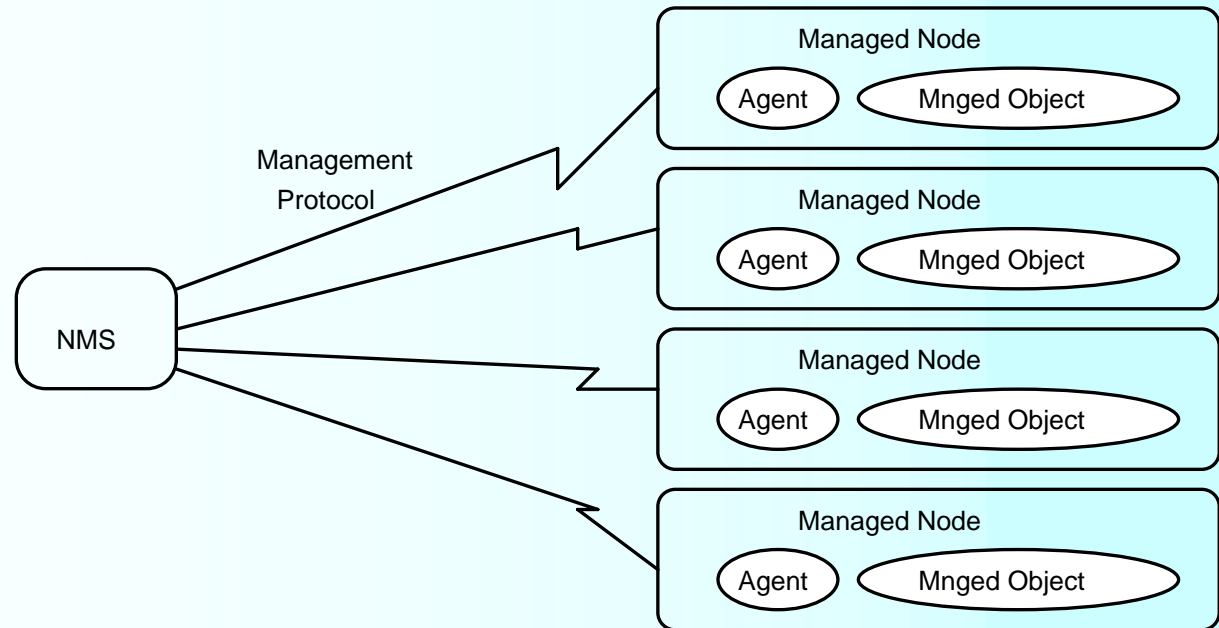 Managed Node
Agent Mnged Object
Management
Protocol
Managed Node
Agent Mnged Object
NMS
Managed Node
Agent Mnged Object
Managed Node
Agent Mnged Object